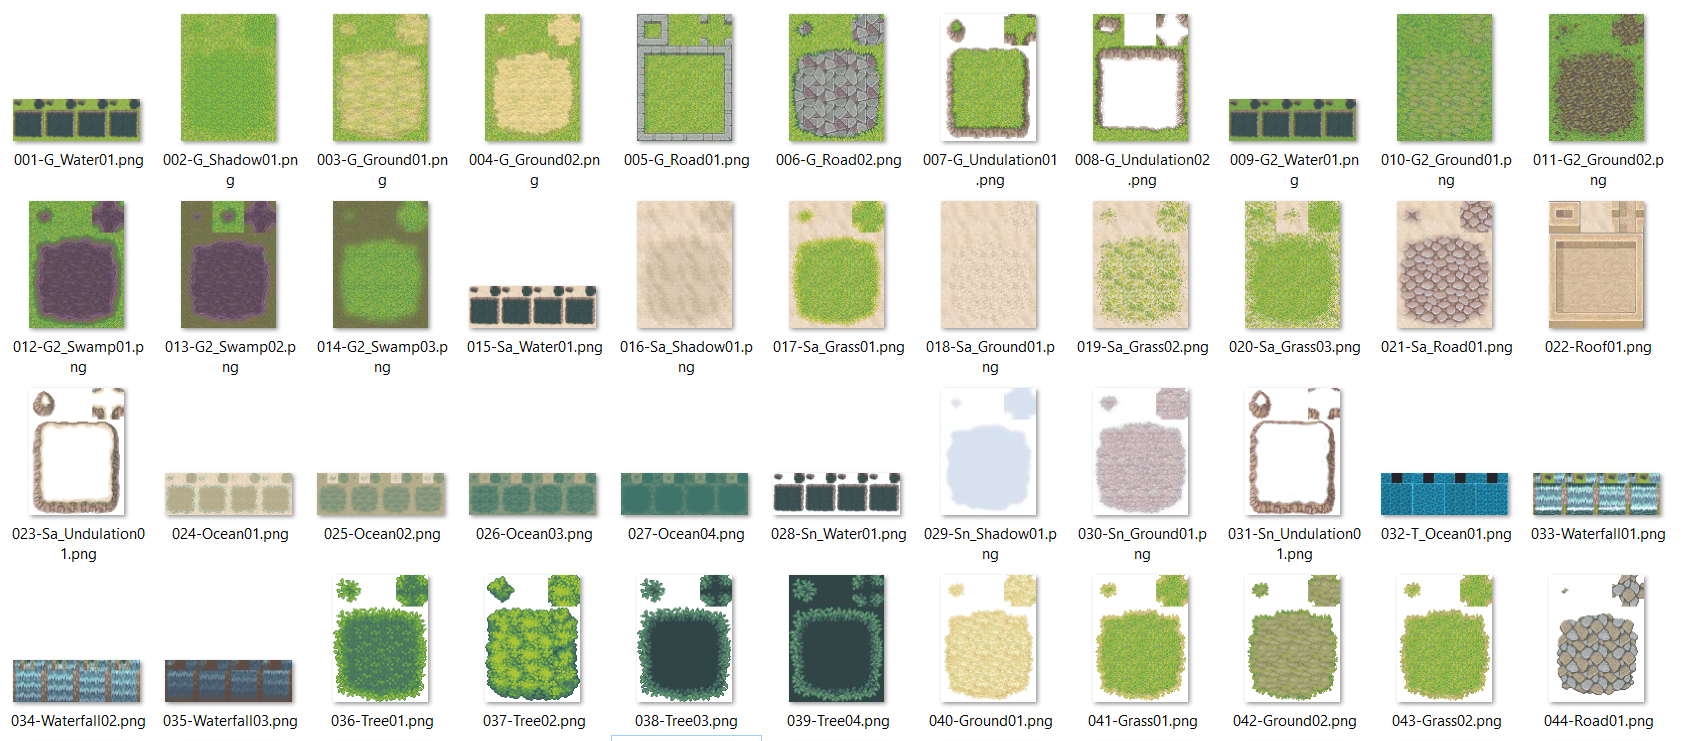 001-G_Water01.png
002-G_Shadow01.pn
g
003-G_Ground01.pn
g
004-G_Ground02.pn
g
005-G_Road01.png
006-G_Road02.png
007-G_Undulation01
.png
008-G_Undulation02
.png
009-G2_Water01.pn
g
010-G2_Ground01.p
ng
011-G2_Ground02.p
ng
012-G2_Swamp01.p
ng
013-G2_Swamp02.p
ng
014-G2_Swamp03.p
ng
015-Sa_Water01.png
016-Sa_Shadow01.p
ng
017-Sa_Grass01.png
018-Sa_Ground01.p
ng
019-Sa_Grass02.png
020-Sa_Grass03.png
021-Sa_Road01.png
022-Roof01.png
023-Sa_Undulation0
1.png
024-Ocean01.png
025-Ocean02.png
026-Ocean03.png
027-Ocean04.png
028-Sn_Water01.png
029-Sn_Shadow01.p
ng
030-Sn_Ground01.p
ng
031-Sn_Undulation0
1.png
032-T_Ocean01.png
033-Waterfall01.png
034-Waterfall02.png
035-Waterfall03.png
036-Tree01.png
037-Tree02.png
038-Tree03.png
039-Tree04.png
040-Ground01.png
041-Grass01.png
042-Ground02.png
043-Grass02.png
044-Road01.png